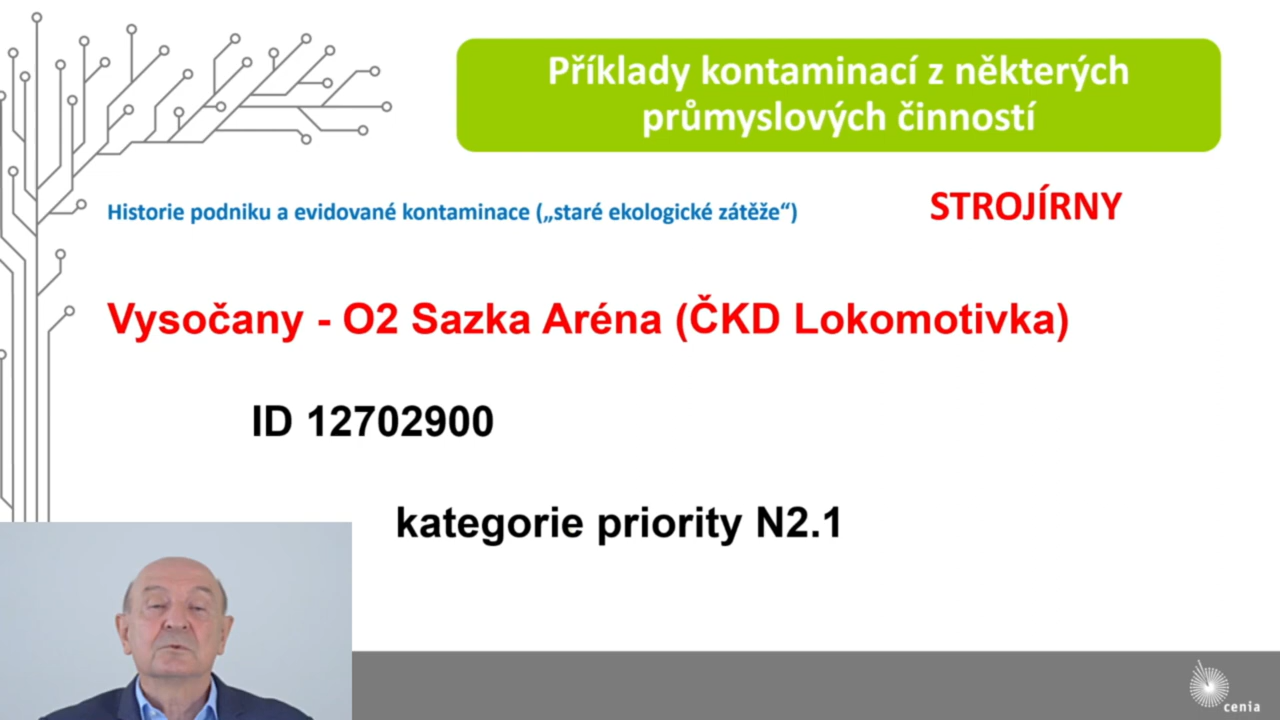 Příklady kontaminací z některých
průmyslových činností
Historie podniku a evidované kontaminace („staré ekologické zátěže“)
STROJÍRNY
Vysočany - O2 Sazka Aréna (ČKD Lokomotivka)
ID 12702900
kategorie priority N2.1
cenia